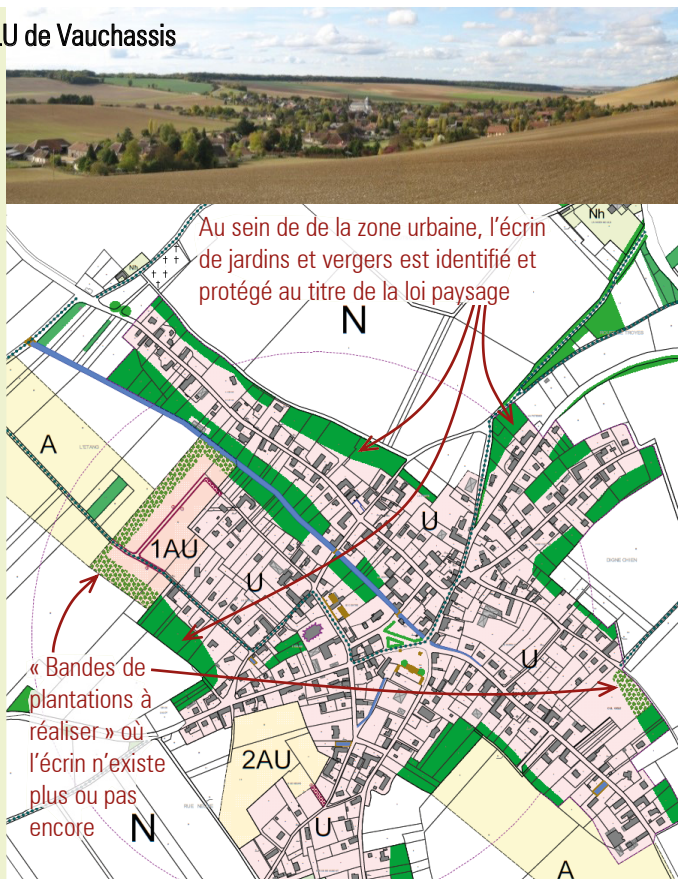 LU de Vauchassis
Au sein de de la zone urbaine, l’écrin
de jardins et vergers est identifié et
protégé au titre de la loi paysage
Nh
Nh
N
A
L'ETANG
1AU
U
U
U
« Bandes de
plantations à
réaliser » où
l’écrin n’existe
plus ou pas
encore
2AU
N
U
A